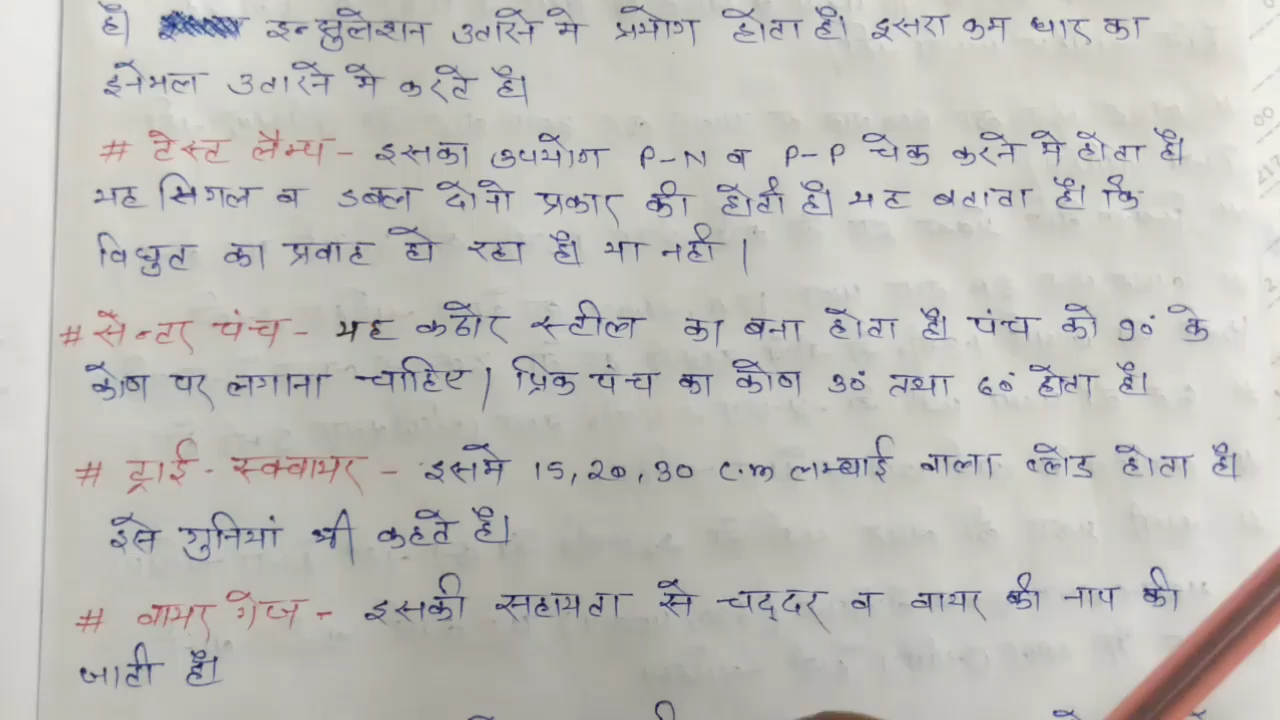 है। इन्सुलेशन उतारने मे प्रयोग होता है। इसरा कम धार का
इनेमल उतारने मे करते है।
# टेस्ट लैम्प - इसका उपयोग P-N व P-P चेक करने मे होता है।
यह सिंगल व डबल दोनो प्रकार की होती है। यह बताता है। कि
विधुत का प्रवाह हो रहा है। या नही।
# सेन्टर पंच - यह कठोर स्टील का बना होता है। पंच को 90° के
कोण पर लगाना चाहिए। प्रिक पंच का कोण 30° तथा 60° होता है।
# ट्राई - स्क्वायर - इसमे 15, 20, 30 c.m लम्बाई वाला ब्लेड होता है।
इसे गुनियां भी कहते है।
# वायर गेज - इसकी सहायता से चद्दर व वायर की नाप की
जाती है।